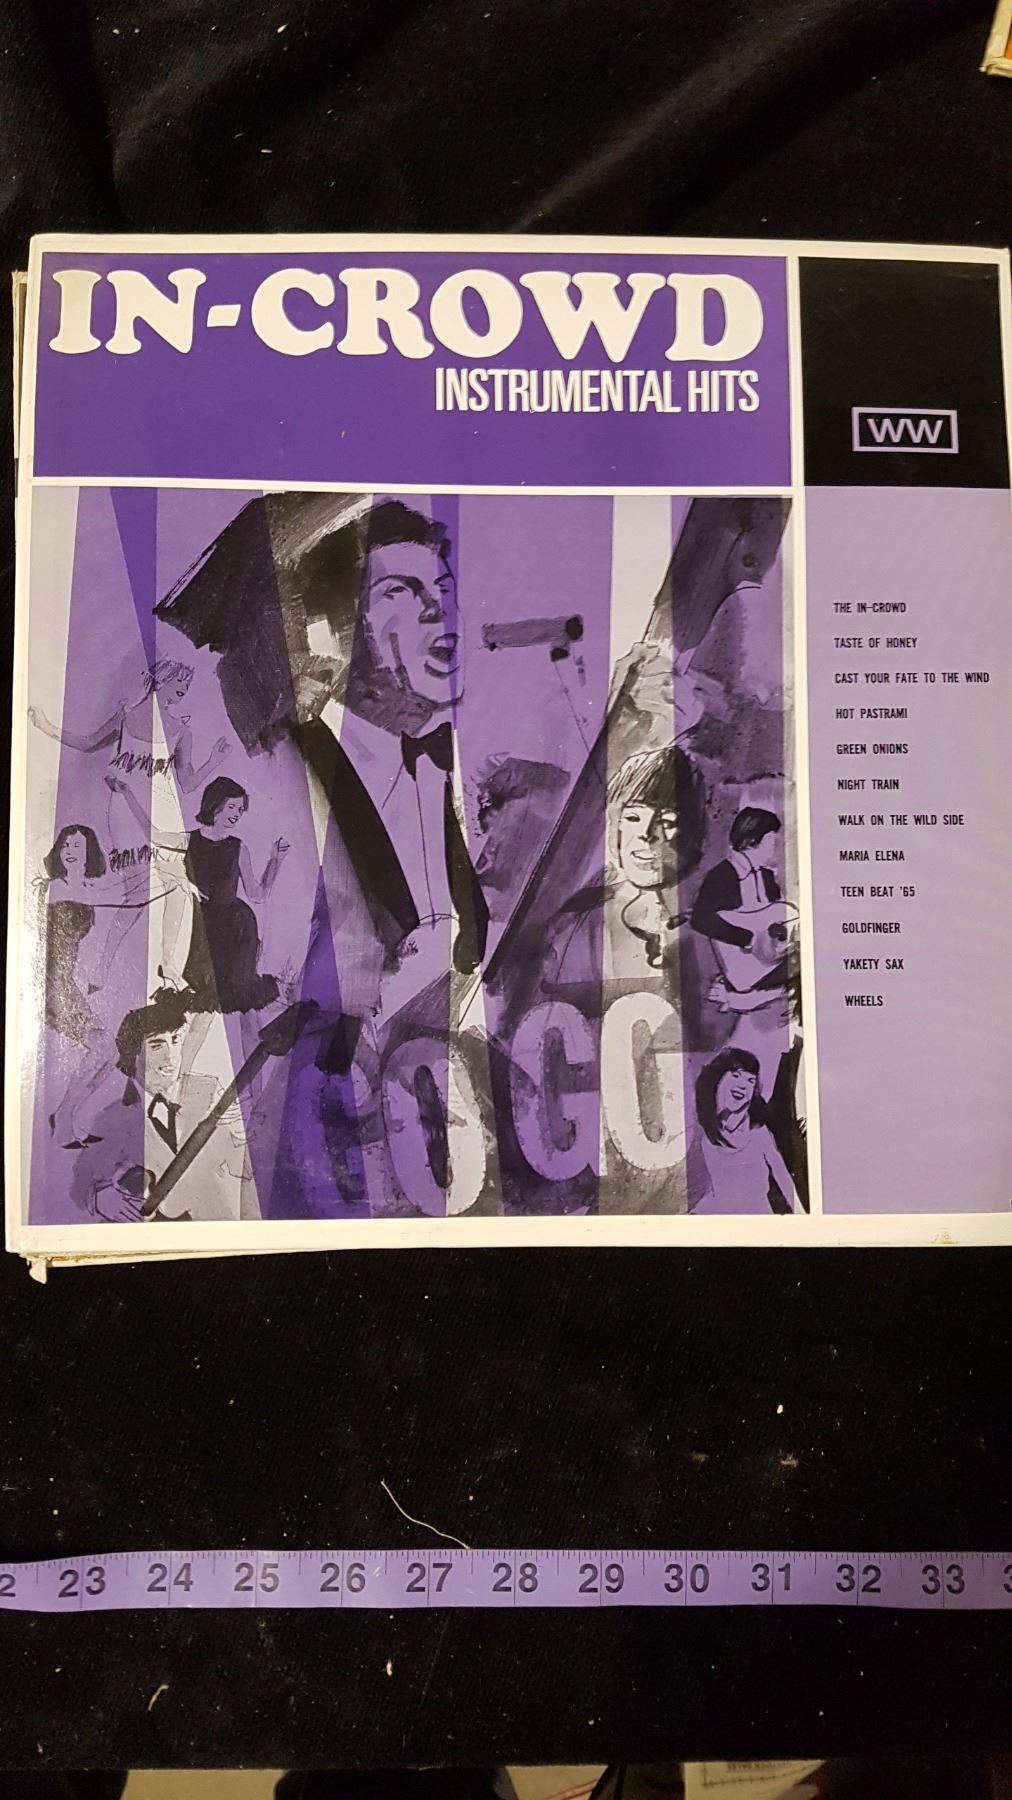 IN-CROWD
INSTRUMENTAL HITS
WW
THE IN-CROWD
TASTE OF HONEY
CAST YOUR FATE TO THE WIND
HOT PASTRAMI
GREEN ONIONS
NIGHT TRAIN
WALK ON THE WILD SIDE
MARIA ELENA
TEEN BEAT '65
GOLDFINGER
YAKETY SAX
WHEELS
GO GO
23 24 25 26 27 28 29 30 31 32 33